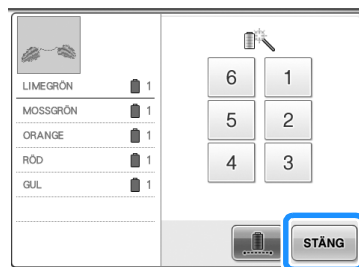 LIMEGRÖN 1
MOSSGRÖN 1
ORANGE 1
RÖD 1
GUL 1
6 1
5 2
4 3
STÄNG